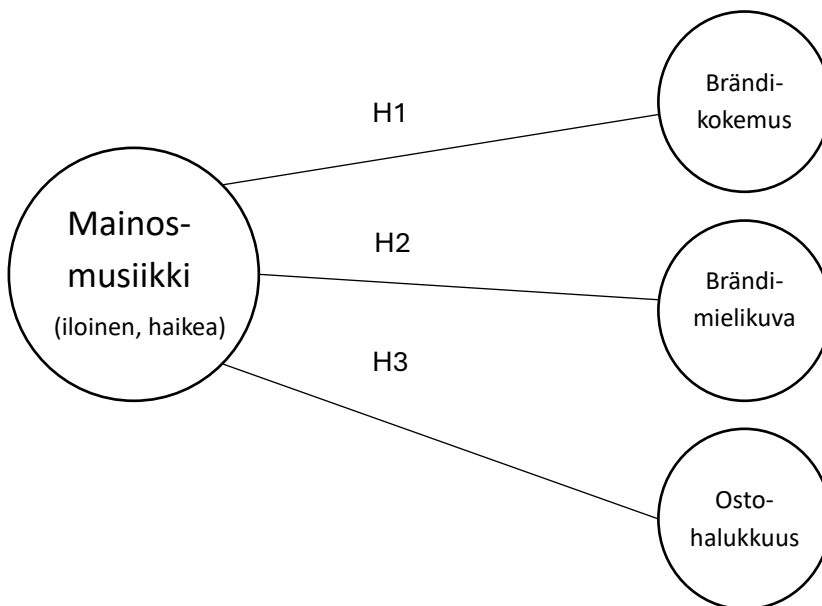 Mainos-
musiikki
(iloinen, haikea)
H1
H2
H3
Brändi-
kokemus
Brändi-
mielikuva
Osto-
halukkuus